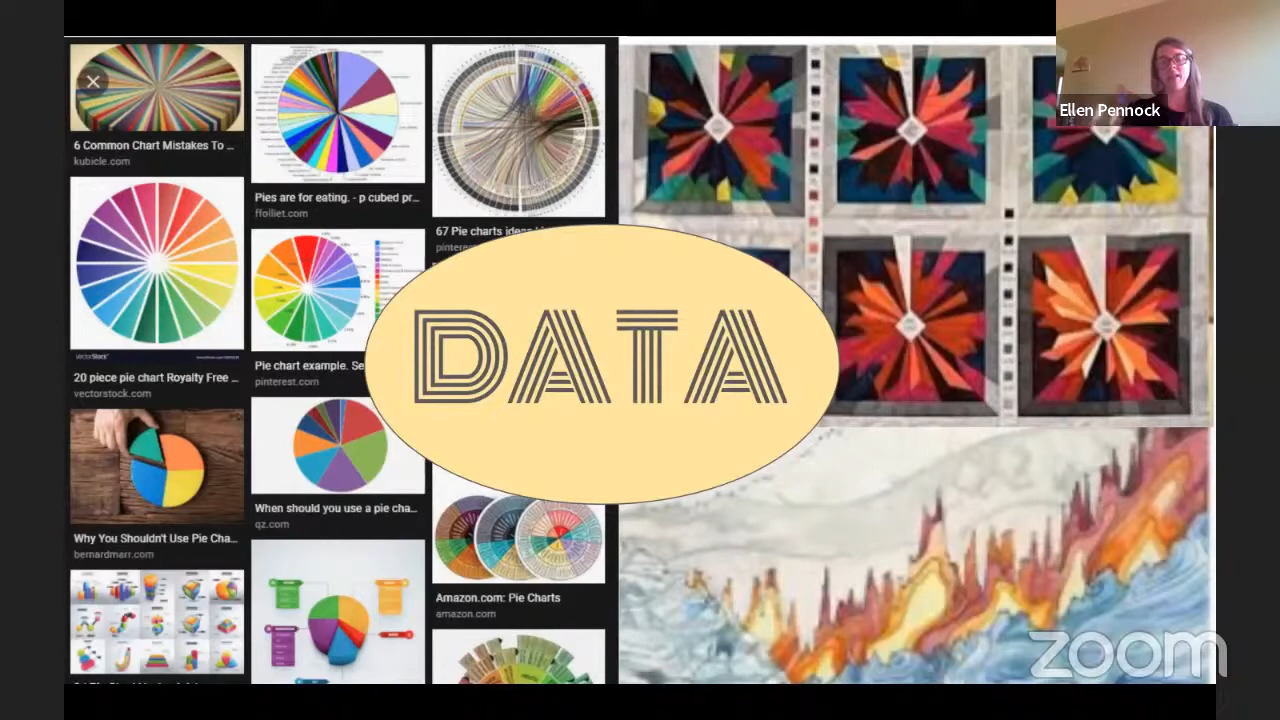 Ellen Pennock
6 Common Chart Mistakes To ...
kubicle.com
Pies are for eating. - p cubed pr...
ffolliet.com
67 Pie charts ideas
pinterest
VectorStock
20 piece pie chart Royalty Free ...
vectorstock.com
Pie chart example. Se
pinterest.com
DATA
Why You Shouldn't Use Pie Cha...
bernardmarr.com
When should you use a pie cha...
qz.com
Amazon.com: Pie Charts
amazon.com
zoom